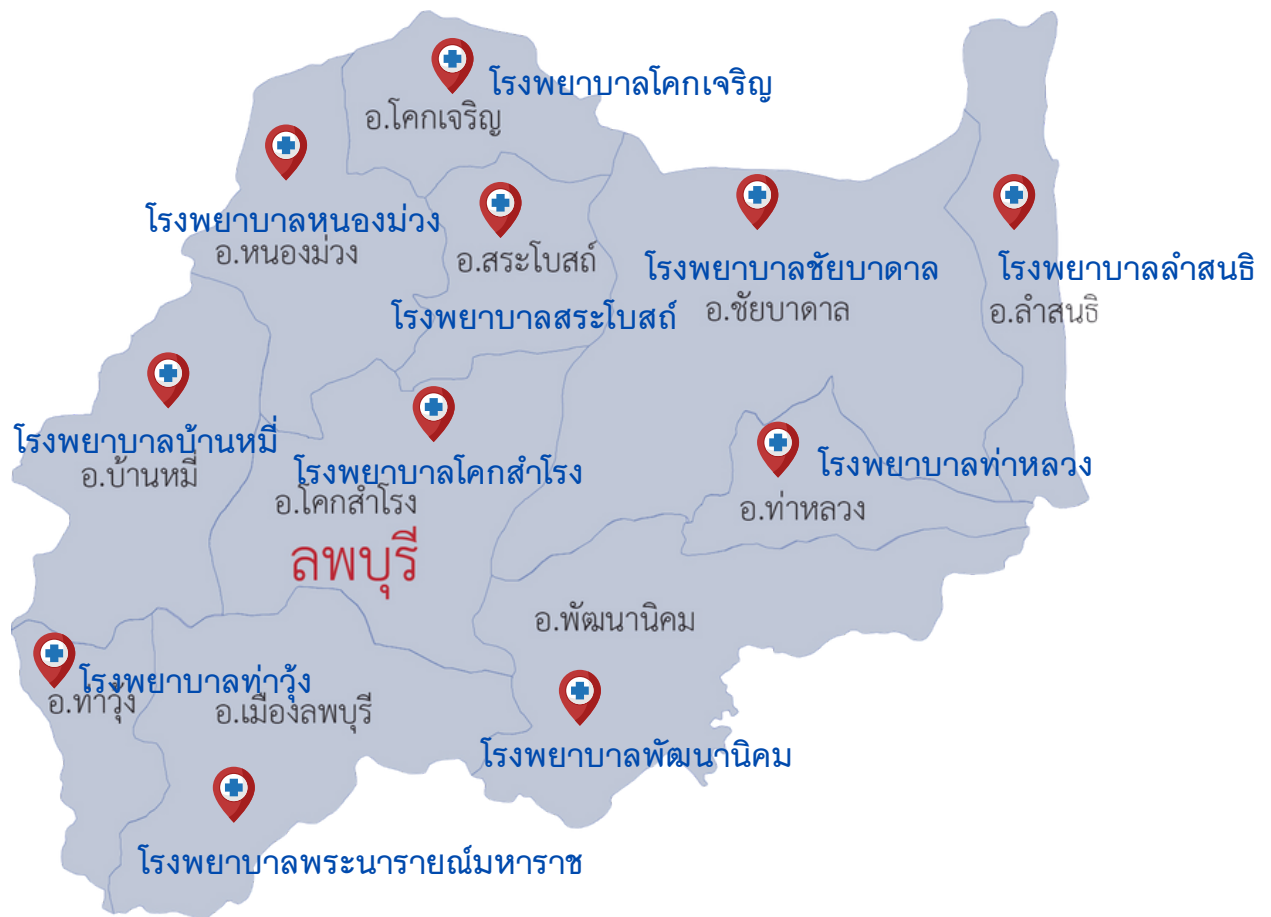 โรงพยาบาลโคกเจริญ
อ.โคกเจริญ
โรงพยาบาลหนองม่วง
อ.หนองม่วง
อ.สระโบสถ์
โรงพยาบาลสระโบสถ์
โรงพยาบาลชัยบาดาล
อ.ชัยบาดาล
โรงพยาบาลลำสนธิ
อ.ลำสนธิ
โรงพยาบาลบ้านหมี่
อ.บ้านหมี่
โรงพยาบาลโคกสำโรง
อ.โคกสำโรง
โรงพยาบาลท่าหลวง
อ.ท่าหลวง
ลพบุรี
อ.พัฒนานิคม
โรงพยาบาลท่าวุ้ง
อ.ท่าวุ้ง
อ.เมืองลพบุรี
โรงพยาบาลพัฒนานิคม
โรงพยาบาลพระนารายณ์มหาราช